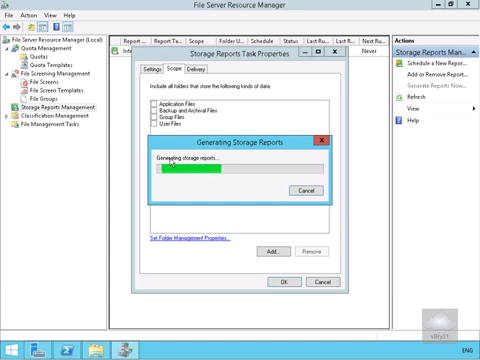 File Server Resource Manager
File Action View Help
File Server Resource Manager (Local)
Quota Management
Quotas
Quota Templates
File Screening Management
File Screens
File Screen Templates
File Groups
Storage Reports Management
Classification Management
File Management Tasks
Report ... Report Te... Folder U... Schedule Status Last Ru... Last R... Next Ru...
Never
Storage Reports Task Properties
Settings Scope Delivery
Include all folders that store the following kinds of data:
Application Files
Backup and Archival Files
Group Files
User Files
Generating Storage Reports
Generating storage reports...
Cancel
Set Folder Management Properties...
Add... Remove
OK Cancel
Actions
Storage Reports Man...
Schedule a New Repor...
Add or Remove Report...
Generate Reports Now...
Refresh
View
Help
ENG